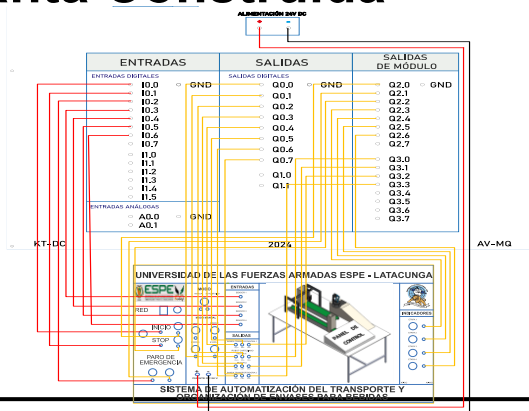 ALIMENTACIÓN 24V DC
ENTRADAS
SALIDAS
SALIDAS
DE MÓDULO
ENTRADAS DIGITALES
SALIDAS DIGITALES
I0.0 GND Q0.0 GND Q2.0 GND
I0.1 Q0.1 Q2.1
I0.2 Q0.2 Q2.2
I0.3 Q0.3 Q2.3
I0.4 Q0.4 Q2.4
I0.5 Q0.5 Q2.5
I0.6 Q0.6 Q2.6
I0.7 Q0.7 Q2.7
I1.0 Q1.0 Q3.0
I1.1 Q1.1 Q3.1
I1.2 Q3.2
I1.3 Q3.3
I1.4 Q3.4
I1.5 Q3.5
Q3.6
Q3.7
ENTRADAS ANÁLOGAS
A0.0 GND
A0.1
KT-DC 2024 AV-MQ
UNIVERSIDAD DE LAS FUERZAS ARMADAS ESPE - LATACUNGA
ESPE
ENTRADAS
RED
INICIO
STOP
PARO DE
EMERGENCIA
SALIDAS
PANEL DE
CONTROL
INDICADORES
SISTEMA DE AUTOMATIZACIÓN DEL TRANSPORTE Y
ORGANIZACIÓN DE ENVASES PARA BEBIDAS